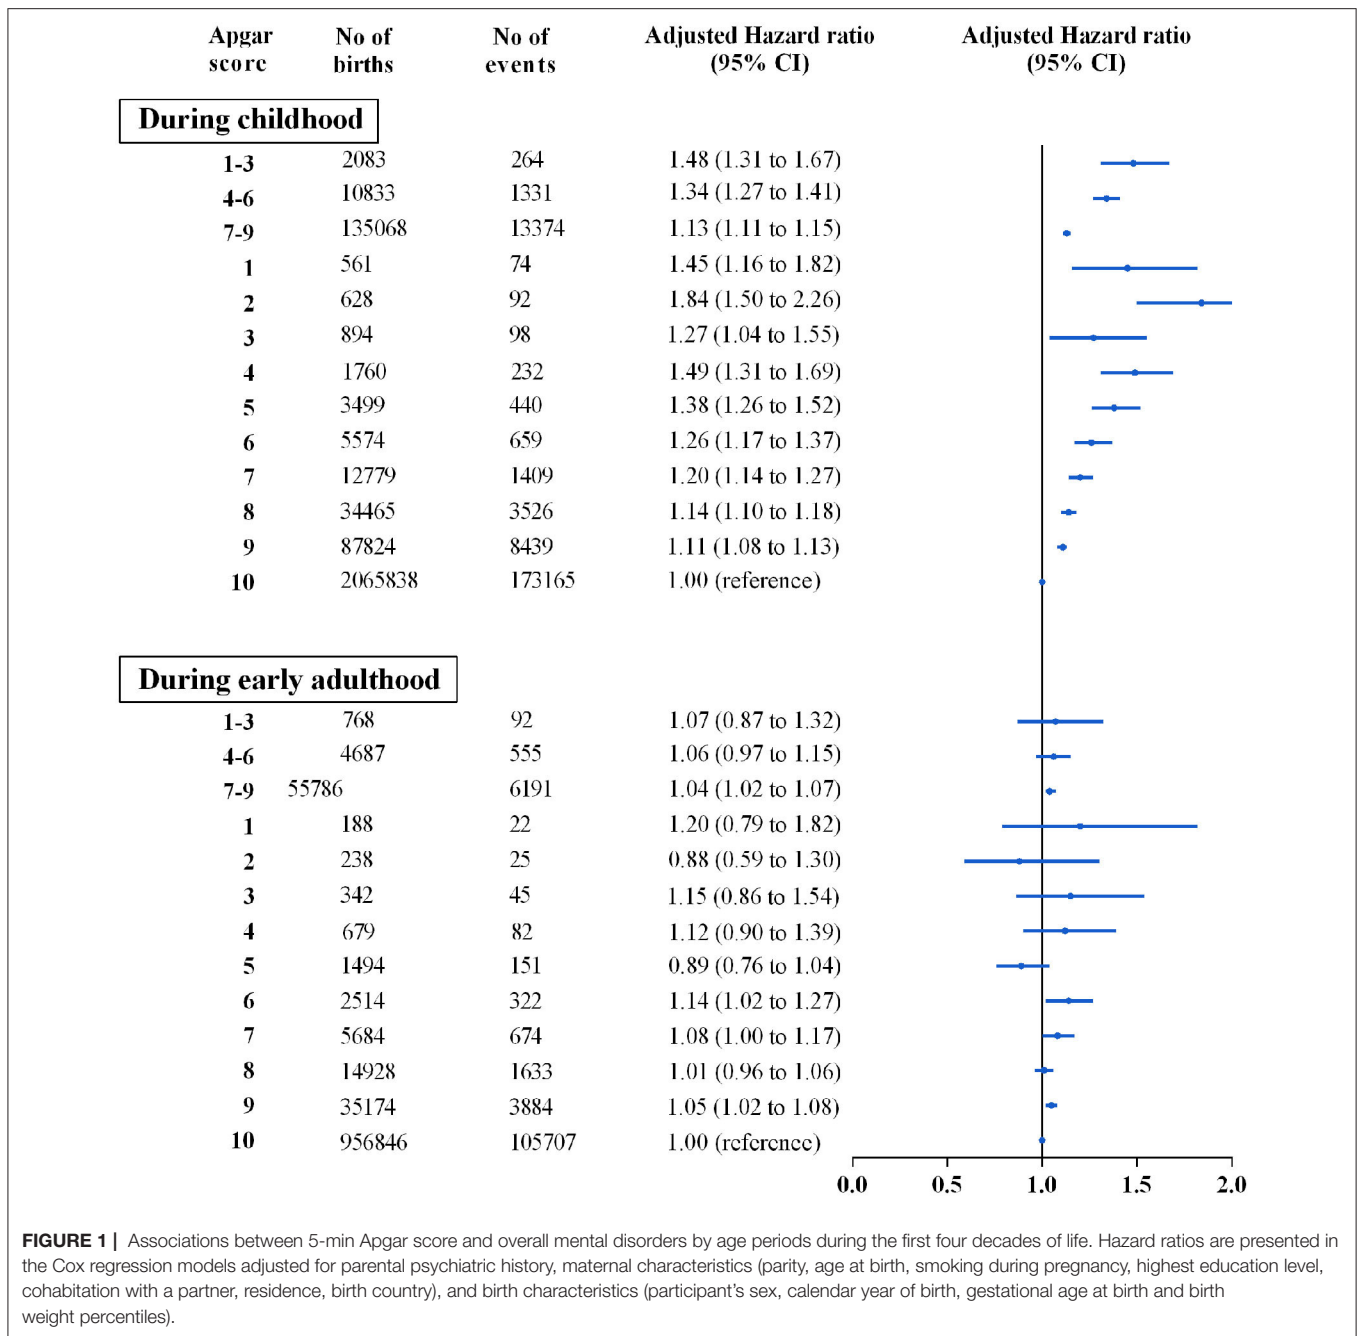 Apgar score No of births No of events Adjusted Hazard ratio (95% CI) Adjusted Hazard ratio (95% CI)
During childhood
1-3 2083 264 1.48 (1.31 to 1.67)
4-6 10833 1331 1.34 (1.27 to 1.41)
7-9 135068 13374 1.13 (1.11 to 1.15)
1 561 74 1.45 (1.16 to 1.82)
2 628 92 1.84 (1.50 to 2.26)
3 894 98 1.27 (1.04 to 1.55)
4 1760 232 1.49 (1.31 to 1.69)
5 3499 440 1.38 (1.26 to 1.52)
6 5574 659 1.26 (1.17 to 1.37)
7 12779 1409 1.20 (1.14 to 1.27)
8 34465 3526 1.14 (1.10 to 1.18)
9 87824 8439 1.11 (1.08 to 1.13)
10 2065838 173165 1.00 (reference)
During early adulthood
1-3 768 92 1.07 (0.87 to 1.32)
4-6 4687 555 1.06 (0.97 to 1.15)
7-9 55786 6191 1.04 (1.02 to 1.07)
1 188 22 1.20 (0.79 to 1.82)
2 238 25 0.88 (0.59 to 1.30)
3 342 45 1.15 (0.86 to 1.54)
4 679 82 1.12 (0.90 to 1.39)
5 1494 151 0.89 (0.76 to 1.04)
6 2514 322 1.14 (1.02 to 1.27)
7 5684 674 1.08 (1.00 to 1.17)
8 14928 1633 1.01 (0.96 to 1.06)
9 35174 3884 1.05 (1.02 to 1.08)
10 956846 105707 1.00 (reference)
0.0 0.5 1.0 1.5 2.0
FIGURE 1 | Associations between 5-min Apgar score and overall mental disorders by age periods during the first four decades of life. Hazard ratios are presented in
the Cox regression models adjusted for parental psychiatric history, maternal characteristics (parity, age at birth, smoking during pregnancy, highest education level,
cohabitation with a partner, residence, birth country), and birth characteristics (participant's sex, calendar year of birth, gestational age at birth and birth
weight percentiles).